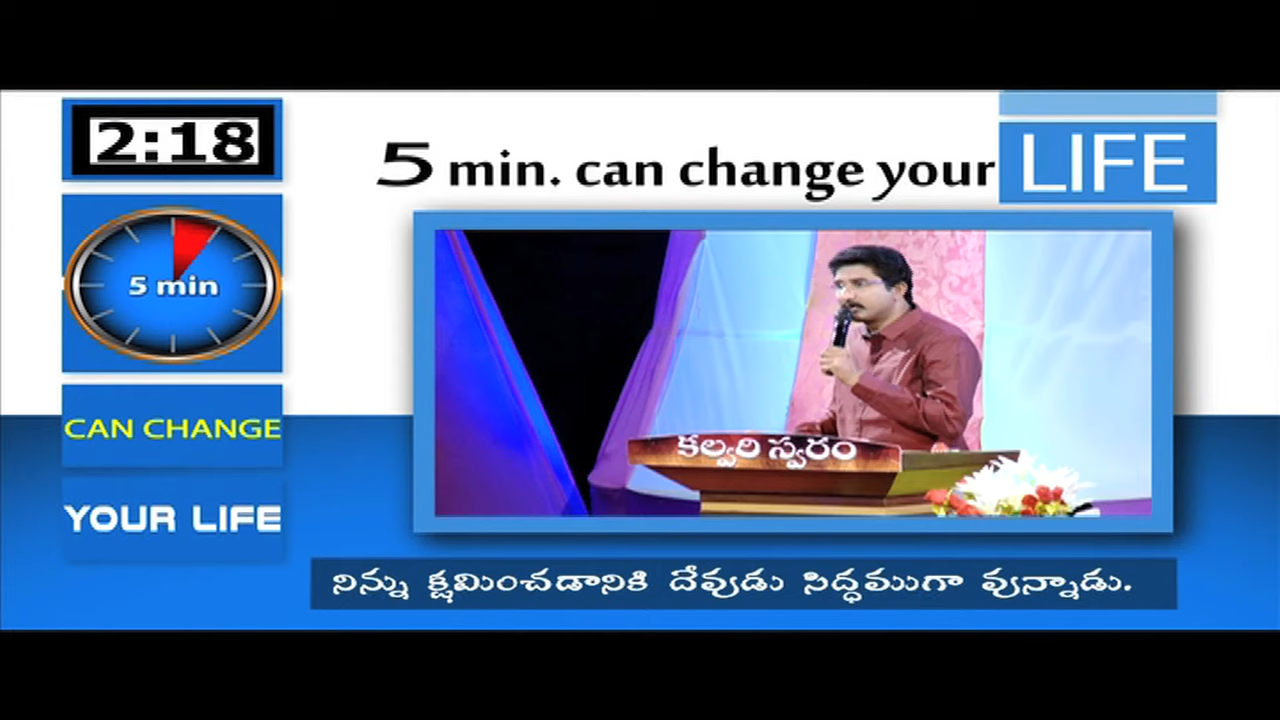 2:18
5 min. can change your LIFE
5 min
CAN CHANGE
YOUR LIFE
కల్వరి స్వరం
నిన్ను క్షమించడానికి దేవుడు సిద్ధముగా వున్నాడు.